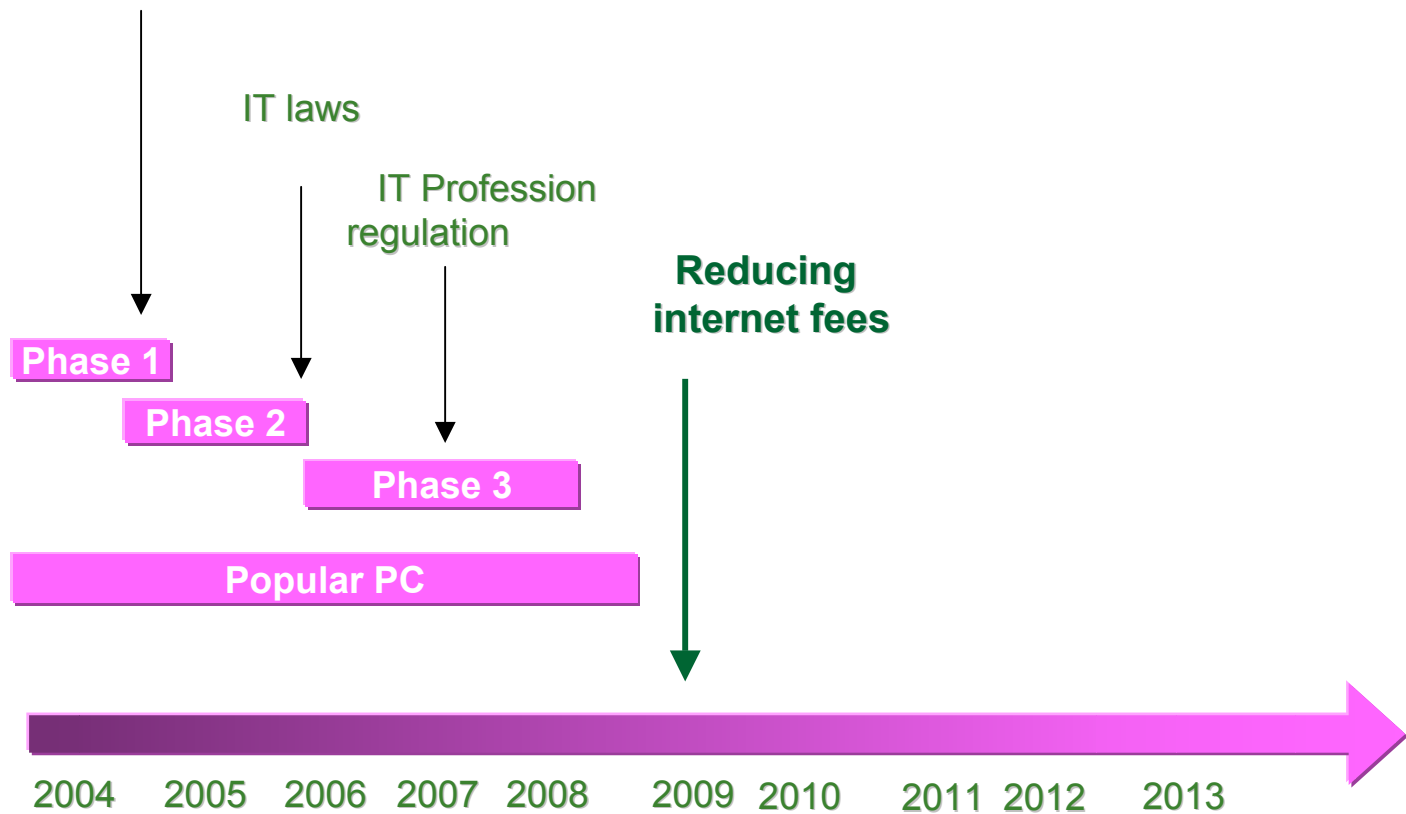 IT laws
IT Profession
regulation
Reducing
internet fees
Phase 1
Phase 2
Phase 3
Popular PC
2004 2005 2006 2007 2008 2009 2010 2011 2012 2013